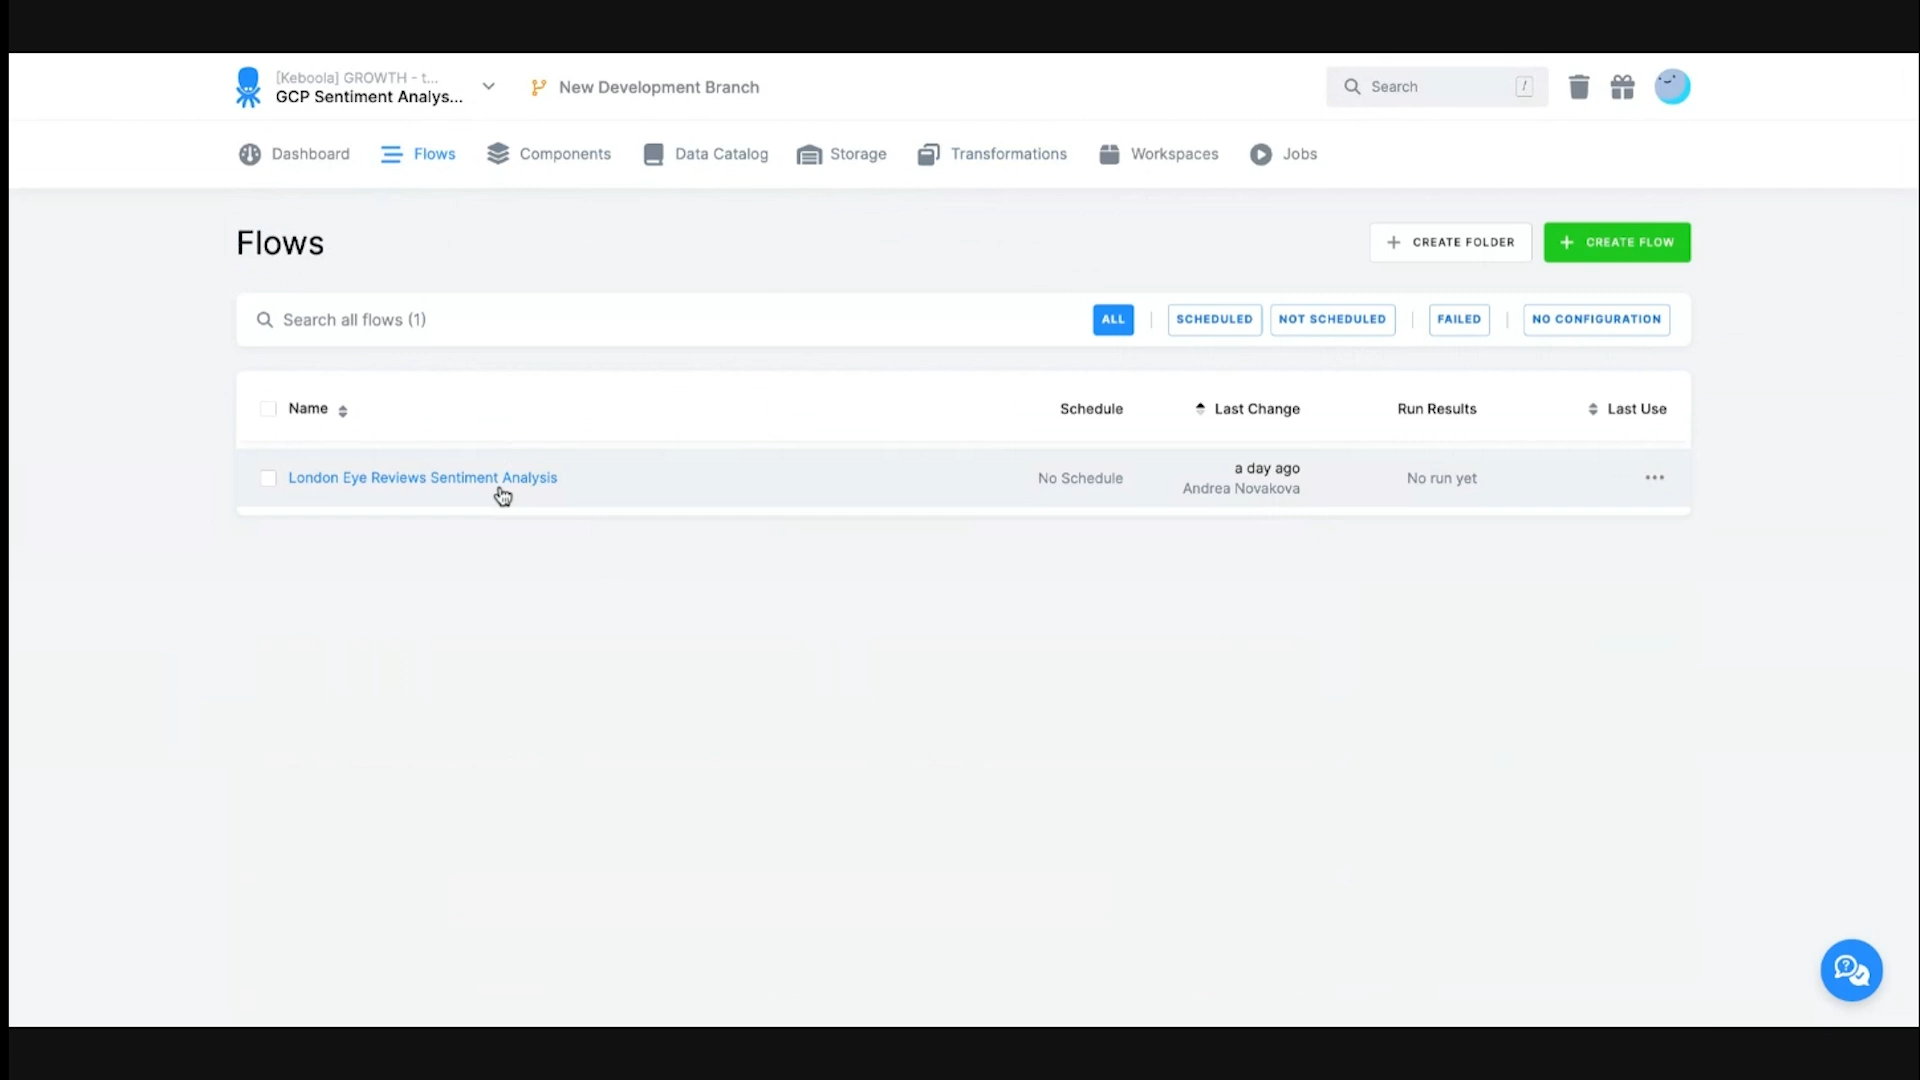 [Keboola] GROWTH - t...
GCP Sentiment Analys...
New Development Branch
Search /
Dashboard Flows Components Data Catalog Storage Transformations Workspaces Jobs
Flows
+ CREATE FOLDER
+ CREATE FLOW
Search all flows (1)
ALL | SCHEDULED NOT SCHEDULED | FAILED | NO CONFIGURATION
Name Schedule Last Change Run Results Last Use
London Eye Reviews Sentiment Analysis No Schedule a day ago No run yet ...
Andrea Novakova